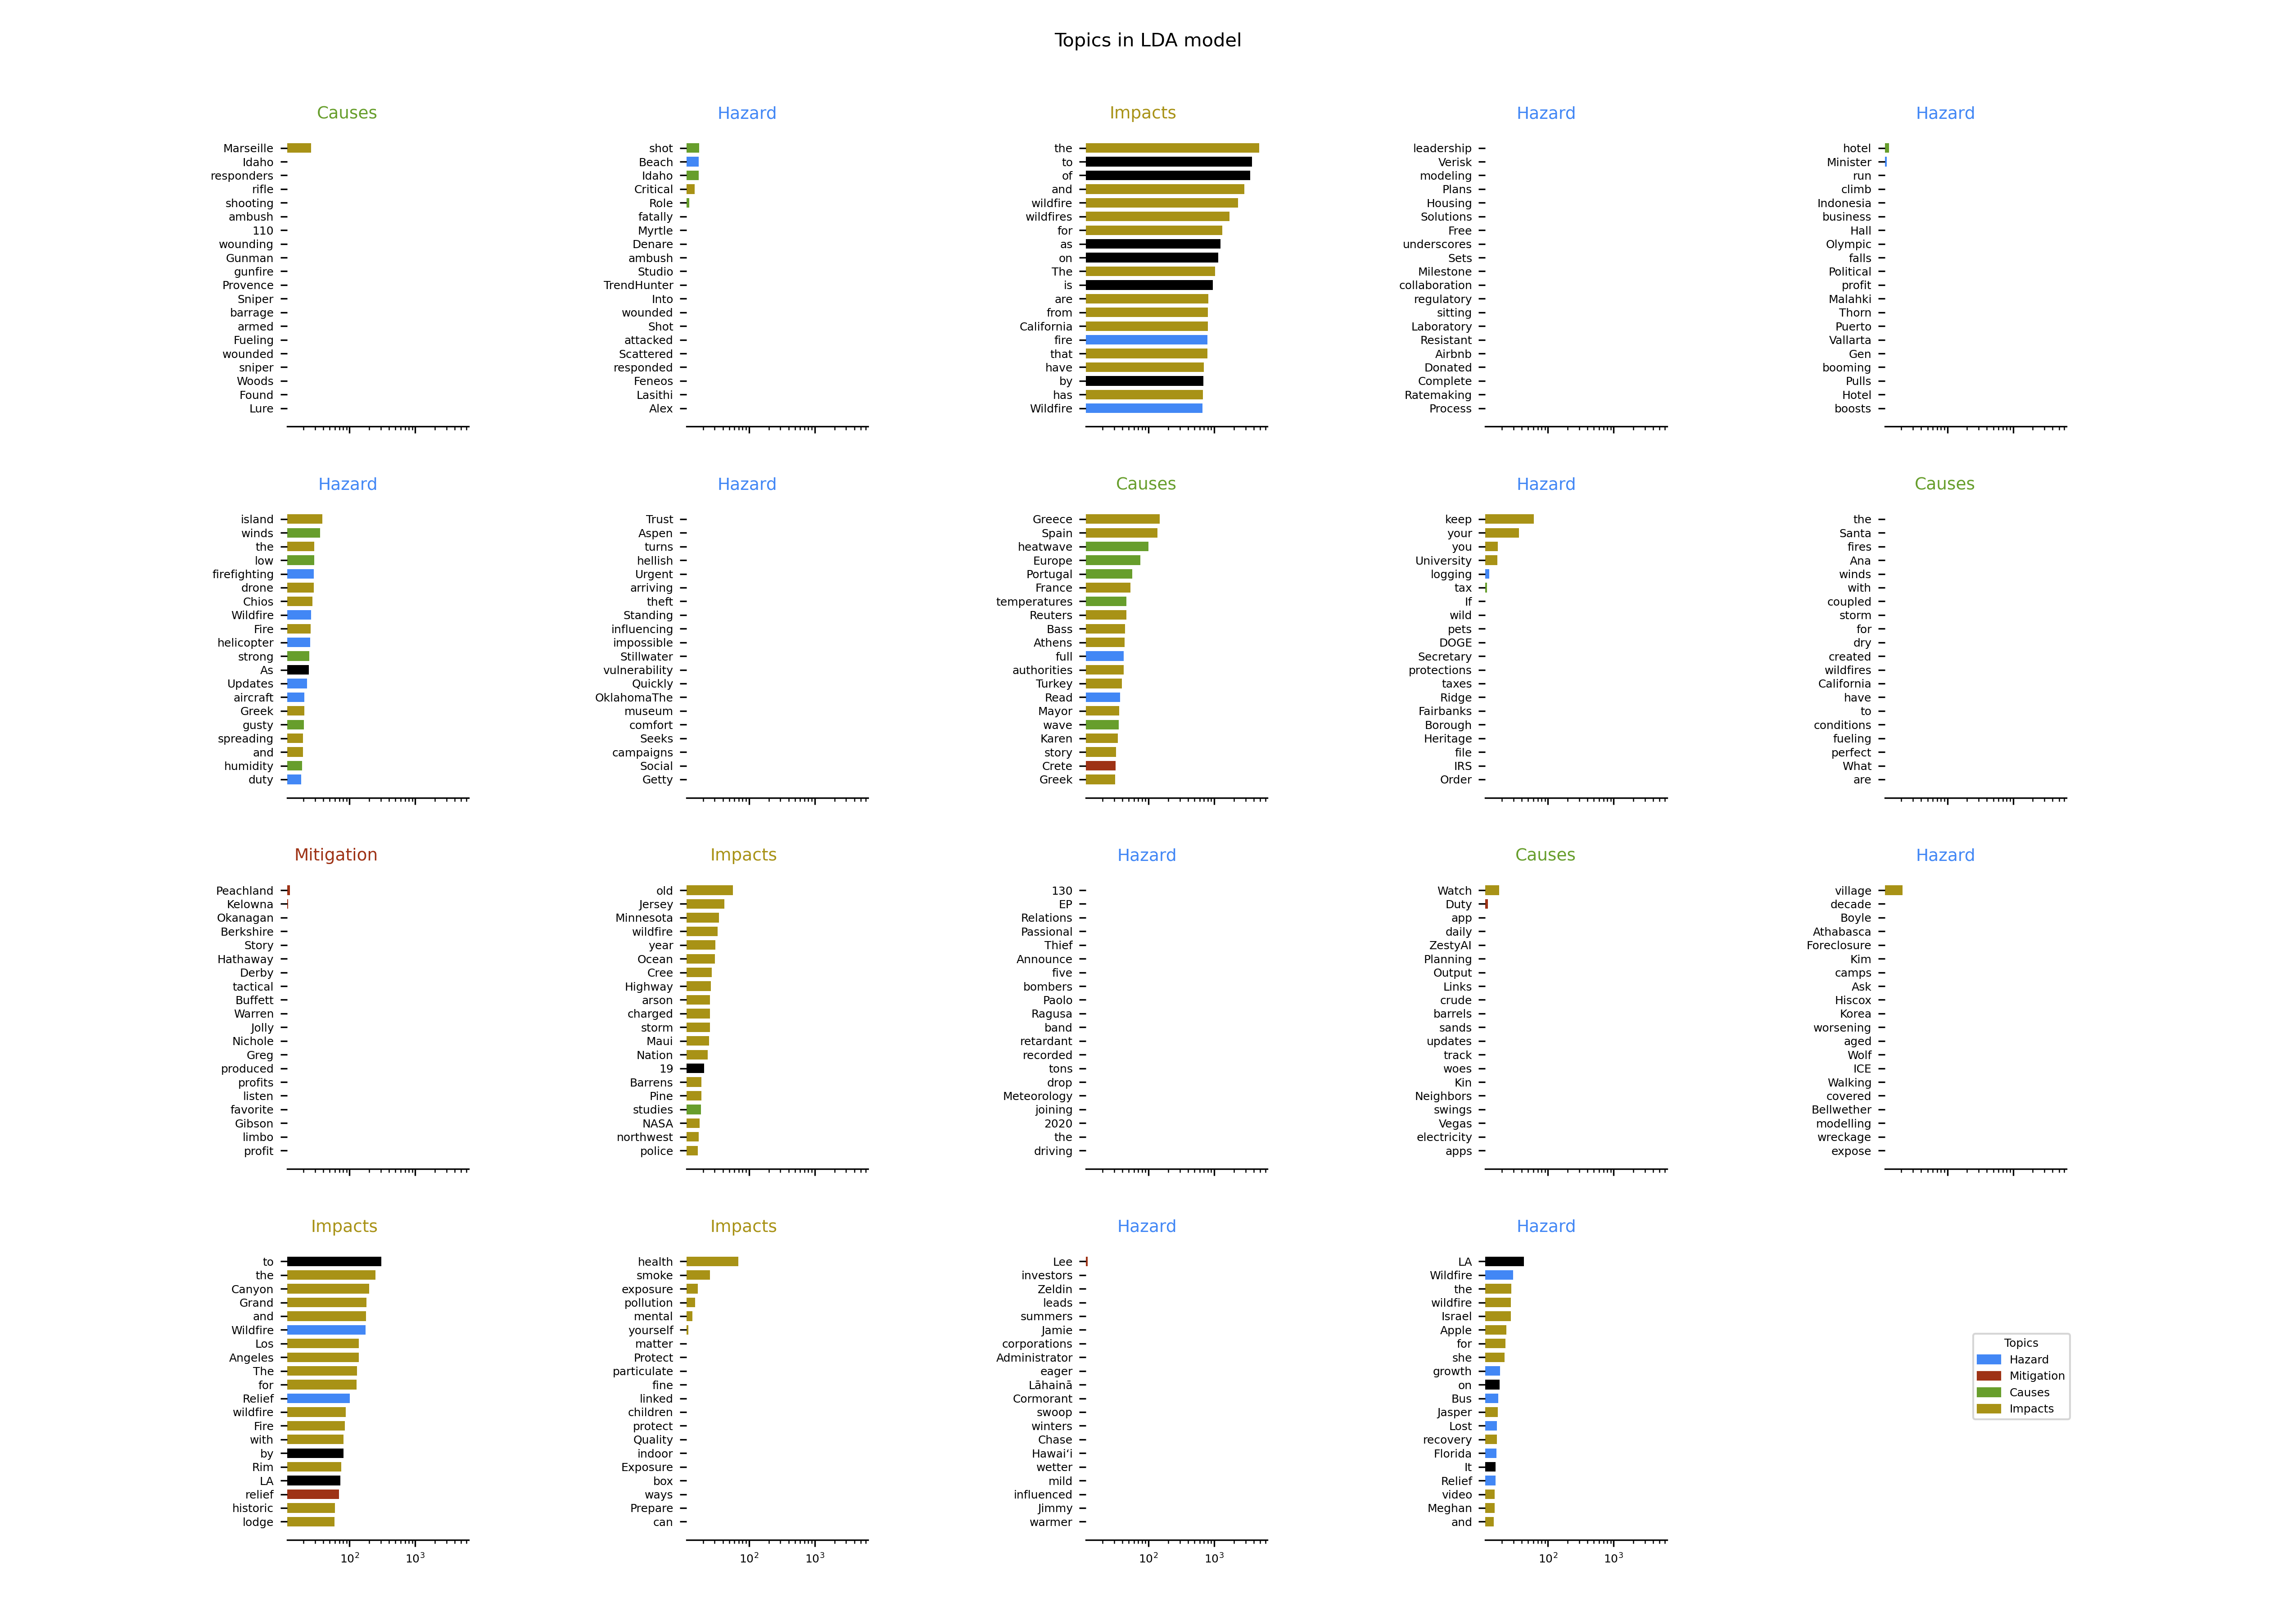 Topics in LDA model
Causes
Marseille
Idaho
responders
rifle
shooting
ambush
110
wounding
Gunman
gunfire
Provence
Sniper
barrage
armed
Fueling
wounded
sniper
Woods
Found
Lure
Hazard
shot
Beach
Idaho
Critical
Role
fatally
Myrtle
Denare
ambush
Studio
TrendHunter
Into
wounded
Shot
attacked
Scattered
responded
Feneos
Lasithi
Alex
Impacts
the
to
of
and
wildfire
wildfires
for
as
on
The
is
are
from
California
fire
that
have
by
has
Wildfire
Hazard
leadership
Verisk
modeling
Plans
Housing
Solutions
Free
underscores
Sets
Milestone
collaboration
regulatory
sitting
Laboratory
Resistant
Airbnb
Donated
Complete
Ratemaking
Process
Hazard
hotel
Minister
run
climb
Indonesia
business
Hall
Olympic
falls
Political
profit
Malahki
Thorn
Puerto
Vallarta
Gen
booming
Pulls
Hotel
boosts
Hazard
island
winds
the
low
firefighting
drone
Chios
Wildfire
Fire
helicopter
strong
As
Updates
aircraft
Greek
gusty
spreading
and
humidity
duty
Hazard
Trust
Aspen
turns
hellish
Urgent
arriving
theft
Standing
influencing
impossible
Stillwater
vulnerability
Quickly
OklahomaThe
museum
comfort
Seeks
campaigns
Social
Getty
Causes
Greece
Spain
heatwave
Europe
Portugal
France
temperatures
Reuters
Bass
Athens
full
authorities
Turkey
Read
Mayor
wave
Karen
story
Crete
Greek
Hazard
keep
your
you
University
logging
tax
If
wild
pets
DOGE
Secretary
protections
taxes
Ridge
Fairbanks
Borough
Heritage
file
IRS
Order
Causes
the
Santa
fires
Ana
winds
with
coupled
storm
for
dry
created
wildfires
California
have
to
conditions
fueling
perfect
What
are
Mitigation
Peachland
Kelowna
Okanagan
Berkshire
Story
Hathaway
Derby
tactical
Buffett
Warren
Jolly
Nichole
Greg
produced
profits
listen
favorite
Gibson
limbo
profit
Impacts
old
Jersey
Minnesota
wildfire
year
Ocean
Cree
Highway
arson
charged
storm
Maui
Nation
19
Barrens
Pine
studies
NASA
northwest
police
Hazard
130
EP
Relations
Passional
Thief
Announce
five
bombers
Paolo
Ragusa
band
retardant
recorded
tons
drop
Meteorology
joining
2020
the
driving
Causes
Watch
Duty
app
daily
ZestyAI
Planning
Output
Links
crude
barrels
sands
updates
track
woes
Kin
Neighbors
swings
Vegas
electricity
apps
Hazard
village
decade
Boyle
Athabasca
Foreclosure
Kim
camps
Ask
Hiscox
Korea
worsening
aged
Wolf
ICE
Walking
covered
Bellwether
modelling
wreckage
expose
Impacts
to
the
Canyon
Grand
and
Wildfire
Los
Angeles
The
for
Relief
wildfire
Fire
with
by
Rim
LA
relief
historic
lodge
10² 10³
Impacts
health
smoke
exposure
pollution
mental
yourself
matter
Protect
particulate
fine
linked
children
protect
Quality
indoor
Exposure
box
ways
Prepare
can
10² 10³
Hazard
Lee
investors
Zeldin
leads
summers
Jamie
corporations
Administrator
eager
Lāhainā
Cormorant
swoop
winters
Chase
Hawaiʻi
wetter
mild
influenced
Jimmy
warmer
10² 10³
Hazard
LA
Wildfire
the
wildfire
Israel
Apple
for
she
growth
on
Bus
Jasper
Lost
recovery
Florida
It
Relief
video
Meghan
and
10² 10³
Topics
Hazard
Mitigation
Causes
Impacts